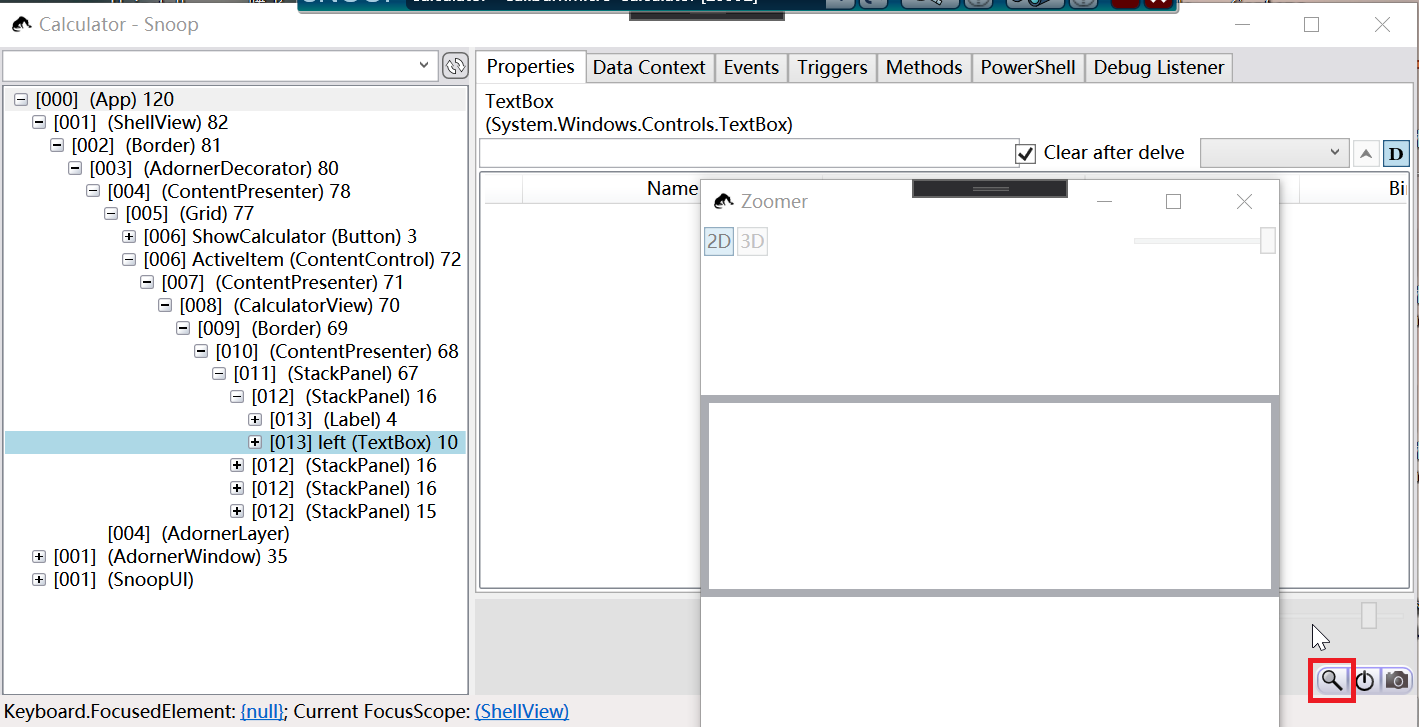 Calculator - Snoop
Properties Data Context Events Triggers Methods PowerShell Debug Listener
[000] (App) 120
[001] (ShellView) 82
[002] (Border) 81
[003] (AdornerDecorator) 80
[004] (ContentPresenter) 78
[005] (Grid) 77
[006] ShowCalculator (Button) 3
[006] ActiveItem (ContentControl) 72
[007] (ContentPresenter) 71
[008] (CalculatorView) 70
[009] (Border) 69
[010] (ContentPresenter) 68
[011] (StackPanel) 67
[012] (StackPanel) 16
[013] (Label) 4
[013] left (TextBox) 10
[012] (StackPanel) 16
[012] (StackPanel) 16
[012] (StackPanel) 15
[004] (AdornerLayer)
[001] (AdornerWindow) 35
[001] (SnoopUI)
TextBox
(System.Windows.Controls.TextBox)
Clear after delve
D
Name
Zoomer
2D 3D
Keyboard.FocusedElement: {null}; Current FocusScope: (ShellView)